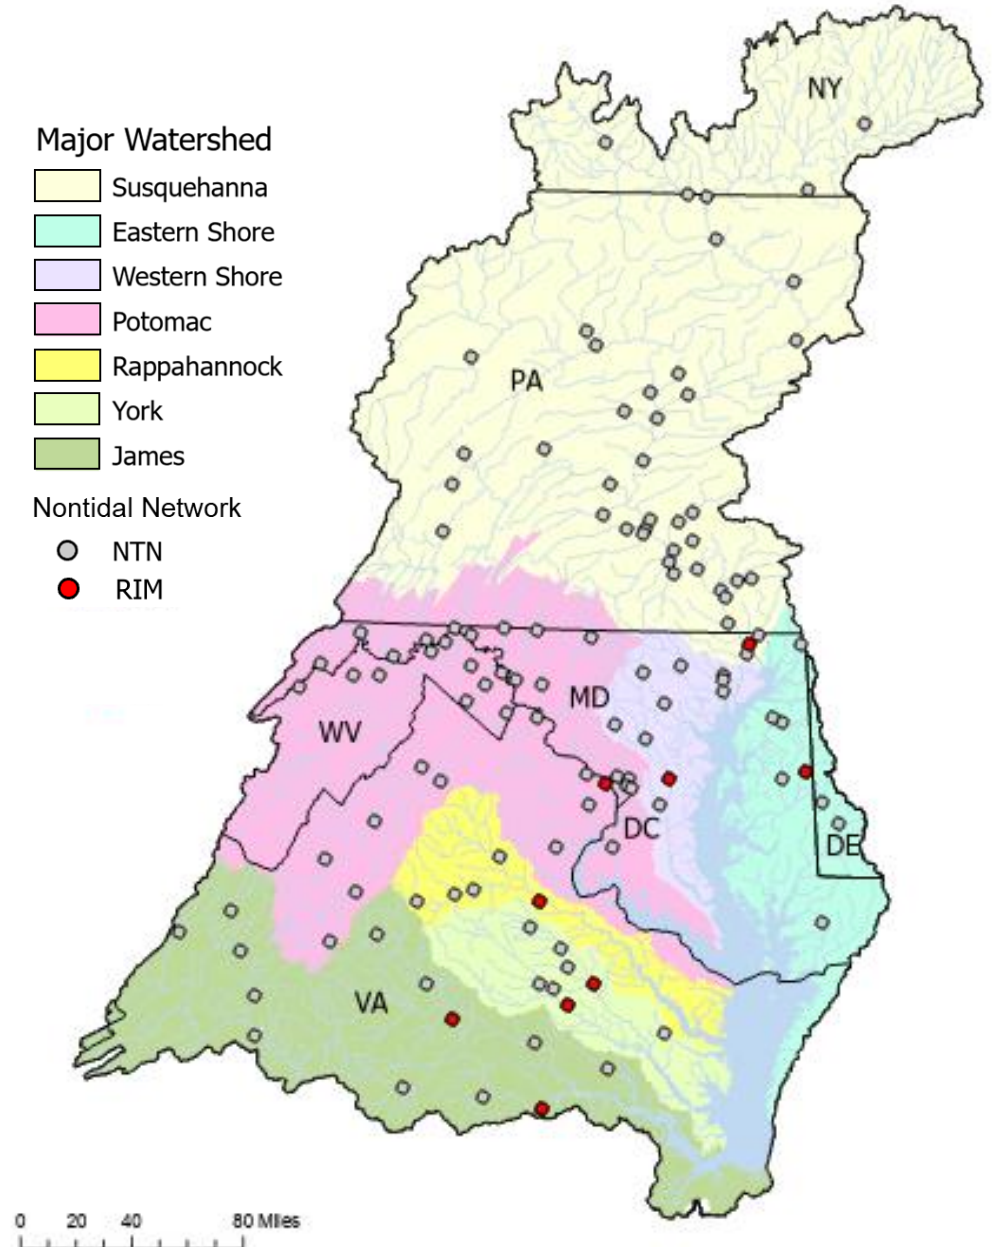 NY
Major Watershed
Susquehanna
Eastern Shore
Western Shore
Potomac
Rappahannock
York
James
Nontidal Network
NTN
RIM
PA
MD
WV
DC
DE
VA
0 20 40 80 Miles